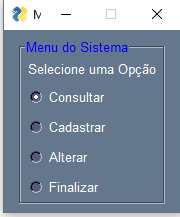 M
Menu do Sistema
Selecione uma Opção
Consultar
Cadastrar
Alterar
Finalizar